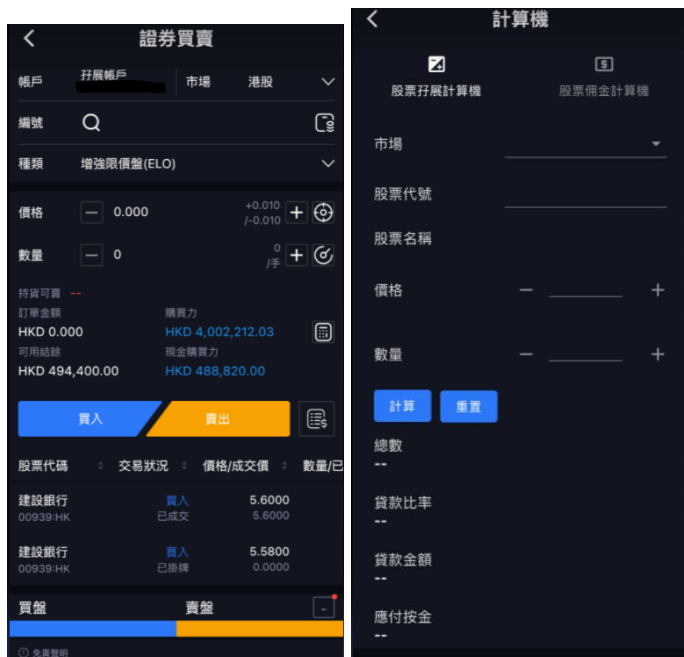 證券買賣
帳戶 孖展帳戶 市場 港股
編號
種類 增強限價盤(ELO)
價格 0.000 +0.010
/-0.010
數量 0 0
/手
持貨可賣 --
訂單金額 購買力
HKD 0.000 HKD 4,002,212.03
可用結餘 現金購買力
HKD 494,400.00 HKD 488,820.00
買入 賣出
股票代碼 交易狀況 價格/成交價 數量/已
建設銀行 買入 5.6000
00939:HK 已成交 5.6000
建設銀行 買入 5.5800
00939:HK 已掛牌 0.0000
買盤 賣盤
免責聲明
計算機
股票孖展計算機 股票佣金計算機
市場
股票代號
股票名稱
價格
數量
計算 重置
總數
--
貸款比率
--
貸款金額
--
應付按金
--